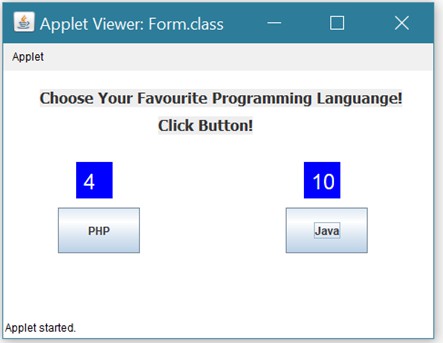 Applet Viewer: Form.class
Applet
Choose Your Favourite Programming Languange!
Click Button!
4 10
PHP Java
Applet started.